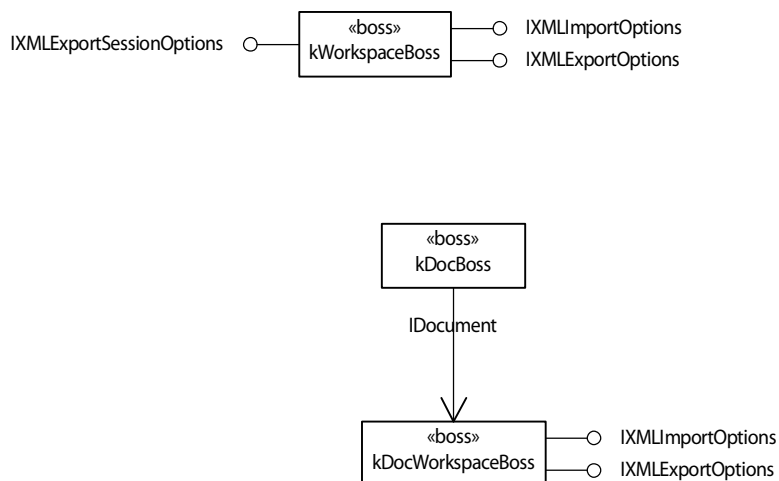 IXMLExportSessionOptions
«boss»
kWorkspaceBoss
IXMLImportOptions
IXMLExportOptions
«boss»
kDocBoss
IDocument
«boss»
kDocWorkspaceBoss
IXMLImportOptions
IXMLExportOptions